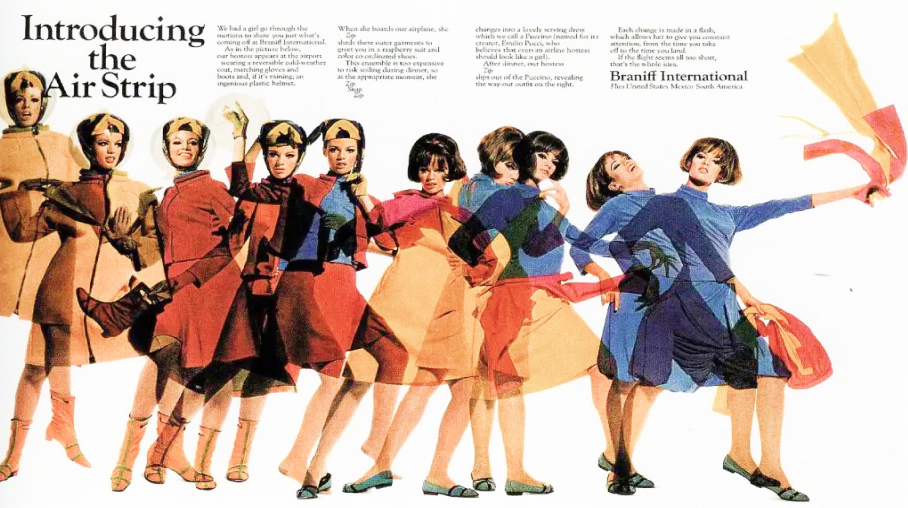 Introducing
the
Air Strip
We had a girl go through the
motions to show you just what's
coming off at Braniff International.
As in the picture below,
our hostess appears at the airport
wearing a reversible cold-weather
coat, matching gloves and
boots and, if it's raining, an
ingenious plastic helmet.
When she boards our airplane, she
Zip
sheds these outer garments to
greet you in a raspberry suit and
color co-ordinated shoes.
This ensemble is too expensive
to risk soiling during dinner, so
at the appropriate moment, she
Zip
Snap
Zip
changes into a lovely serving dress
which we call a Puccino (named for its
creator, Emilio Pucci, who
believes that even an airline hostess
should look like a girl).
After dinner, our hostess
Zip
slips out of the Puccino, revealing
the way-out outfit on the right.
Each change is made in a flash,
which allows her to give you constant
attention, from the time you take
off to the time you land.
If the flight seems all too short,
that's the whole idea.
Braniff International
Flies United States Mexico South America